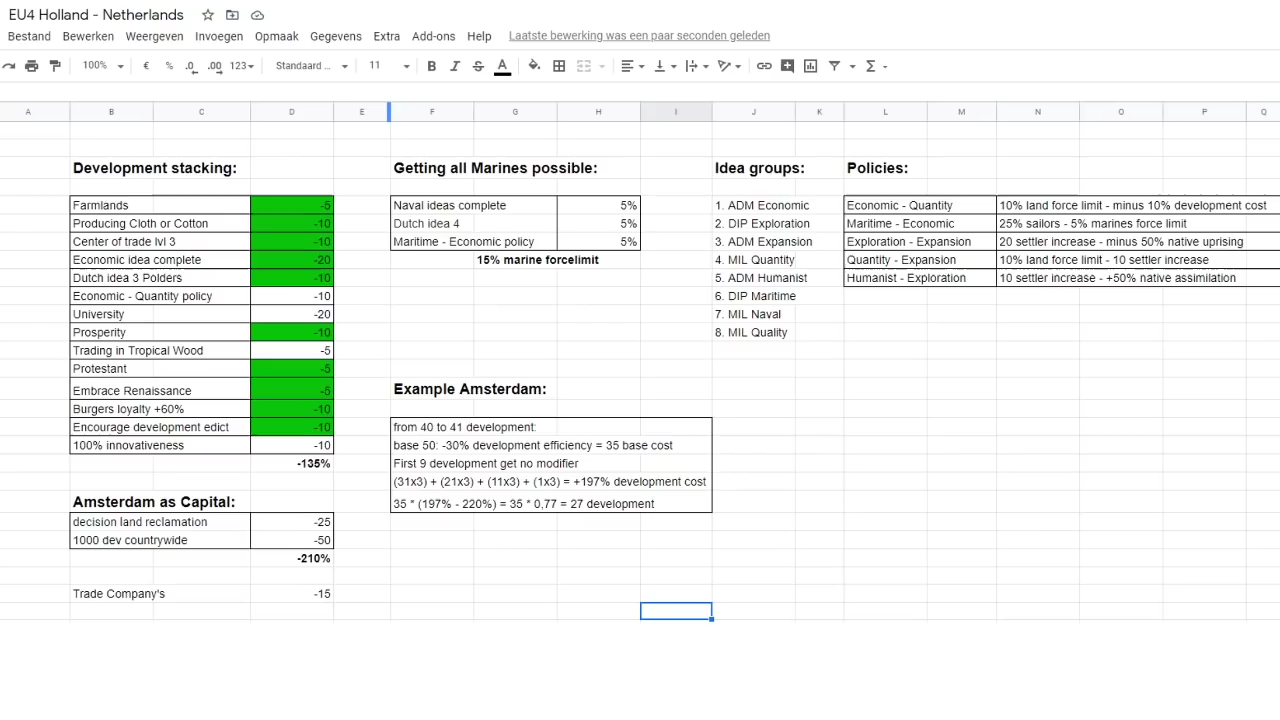 EU4 Holland - Netherlands
Bestand Bewerken Weergeven Invoegen Opmaak Gegevens Extra Add-ons Help Laatste bewerking was een paar seconden geleden
100% € % .0 .00 123 Standaard ... 11 B I S A
A B C D E F G H I J K L M N O P Q
Development stacking:
Farmlands -5
Producing Cloth or Cotton -10
Center of trade lvl 3 -10
Economic idea complete -20
Dutch idea 3 Polders -10
Economic - Quantity policy -10
University -20
Prosperity -10
Trading in Tropical Wood -5
Protestant -5
Embrace Renaissance -5
Burgers loyalty +60% -10
Encourage development edict -10
100% innovativeness -10
-135%
Amsterdam as Capital:
decision land reclamation -25
1000 dev countrywide -50
-210%
Trade Company's -15
Getting all Marines possible:
Naval ideas complete 5%
Dutch idea 4 5%
Maritime - Economic policy 5%
15% marine forcelimit
Example Amsterdam:
from 40 to 41 development:
base 50: -30% development efficiency = 35 base cost
First 9 development get no modifier
(31x3) + (21x3) + (11x3) + (1x3) = +197% development cost
35 * (197% - 220%) = 35 * 0,77 = 27 development
Idea groups:
1. ADM Economic
2. DIP Exploration
3. ADM Expansion
4. MIL Quantity
5. ADM Humanist
6. DIP Maritime
7. MIL Naval
8. MIL Quality
Policies:
Economic - Quantity 10% land force limit - minus 10% development cost
Maritime - Economic 25% sailors - 5% marines force limit
Exploration - Expansion 20 settler increase - minus 50% native uprising
Quantity - Expansion 10% land force limit - 10 settler increase
Humanist - Exploration 10 settler increase - +50% native assimilation